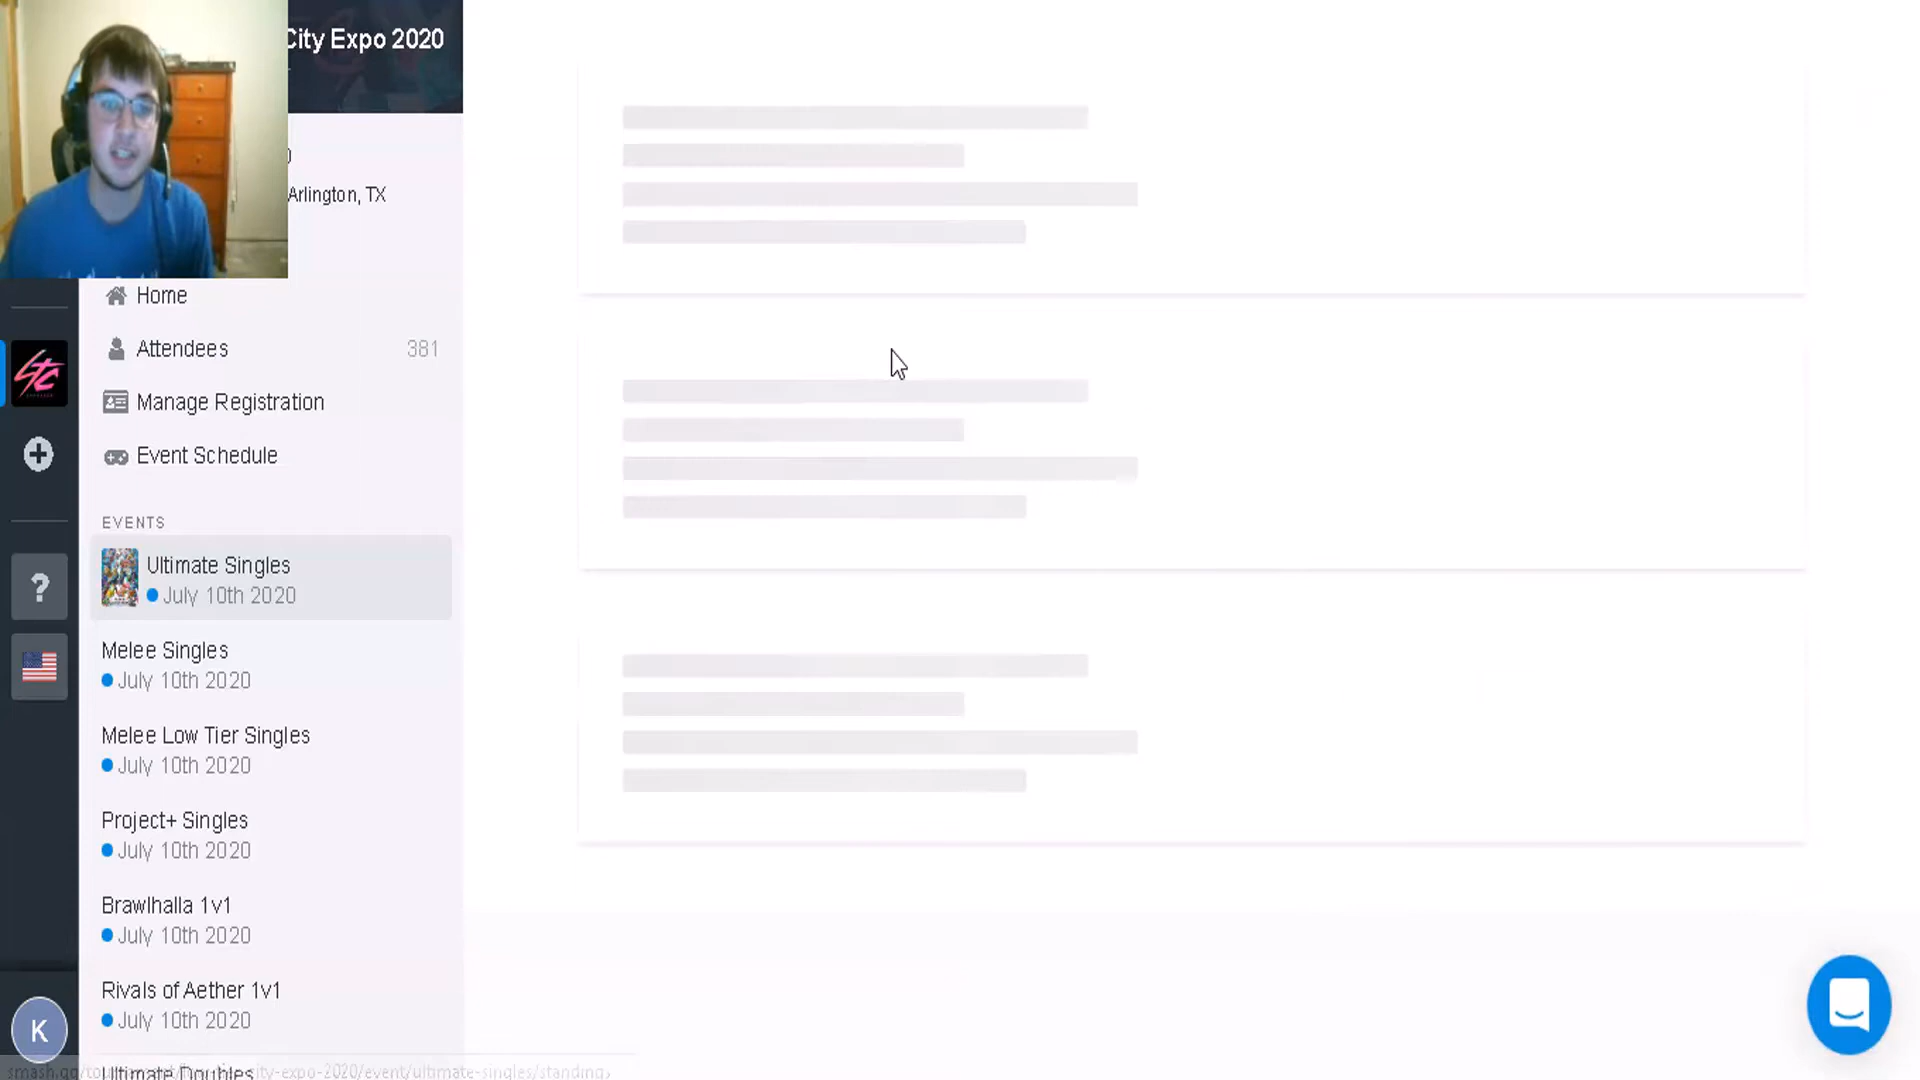 City Expo 2020
Arlington, TX
Home
Attendees 381
Manage Registration
Event Schedule
EVENTS
Ultimate Singles
July 10th 2020
Melee Singles
July 10th 2020
Melee Low Tier Singles
July 10th 2020
Project+ Singles
July 10th 2020
Brawlhalla 1v1
July 10th 2020
Rivals of Aether 1v1
July 10th 2020
Ultimate Doubles
?
K